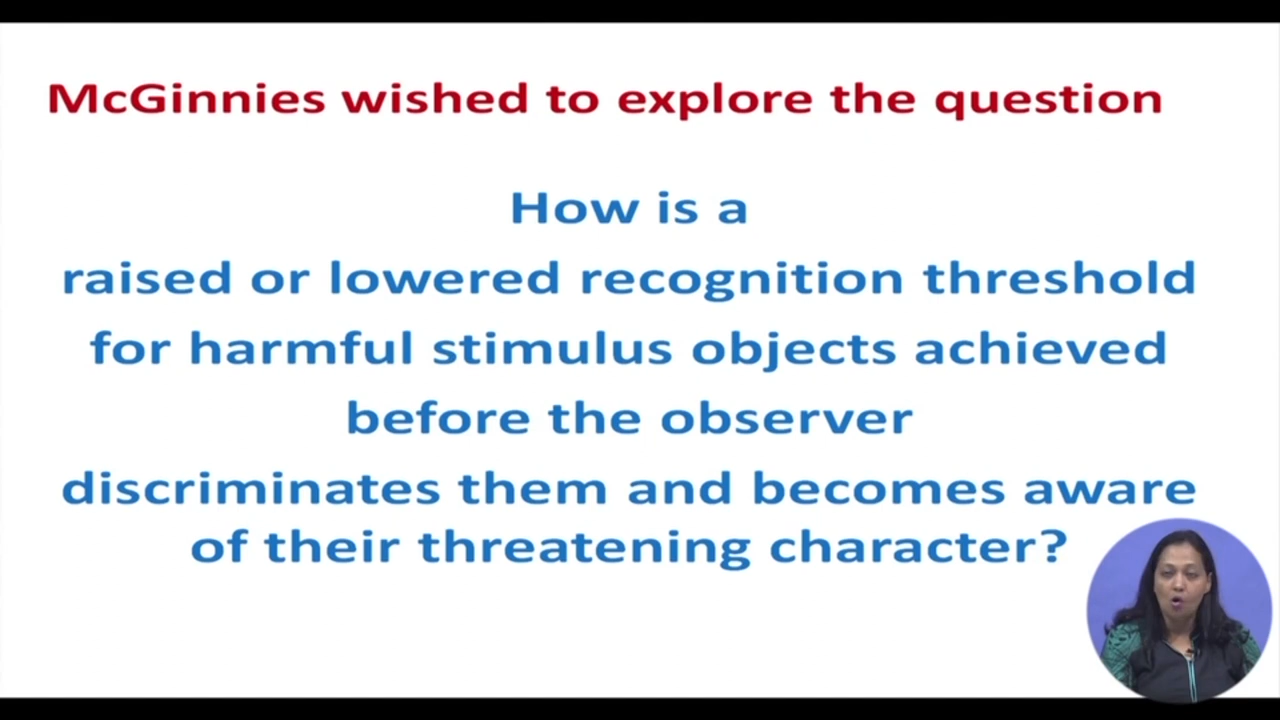 McGinnies wished to explore the question
How is a
raised or lowered recognition threshold
for harmful stimulus objects achieved
before the observer
discriminates them and becomes aware
of their threatening character?